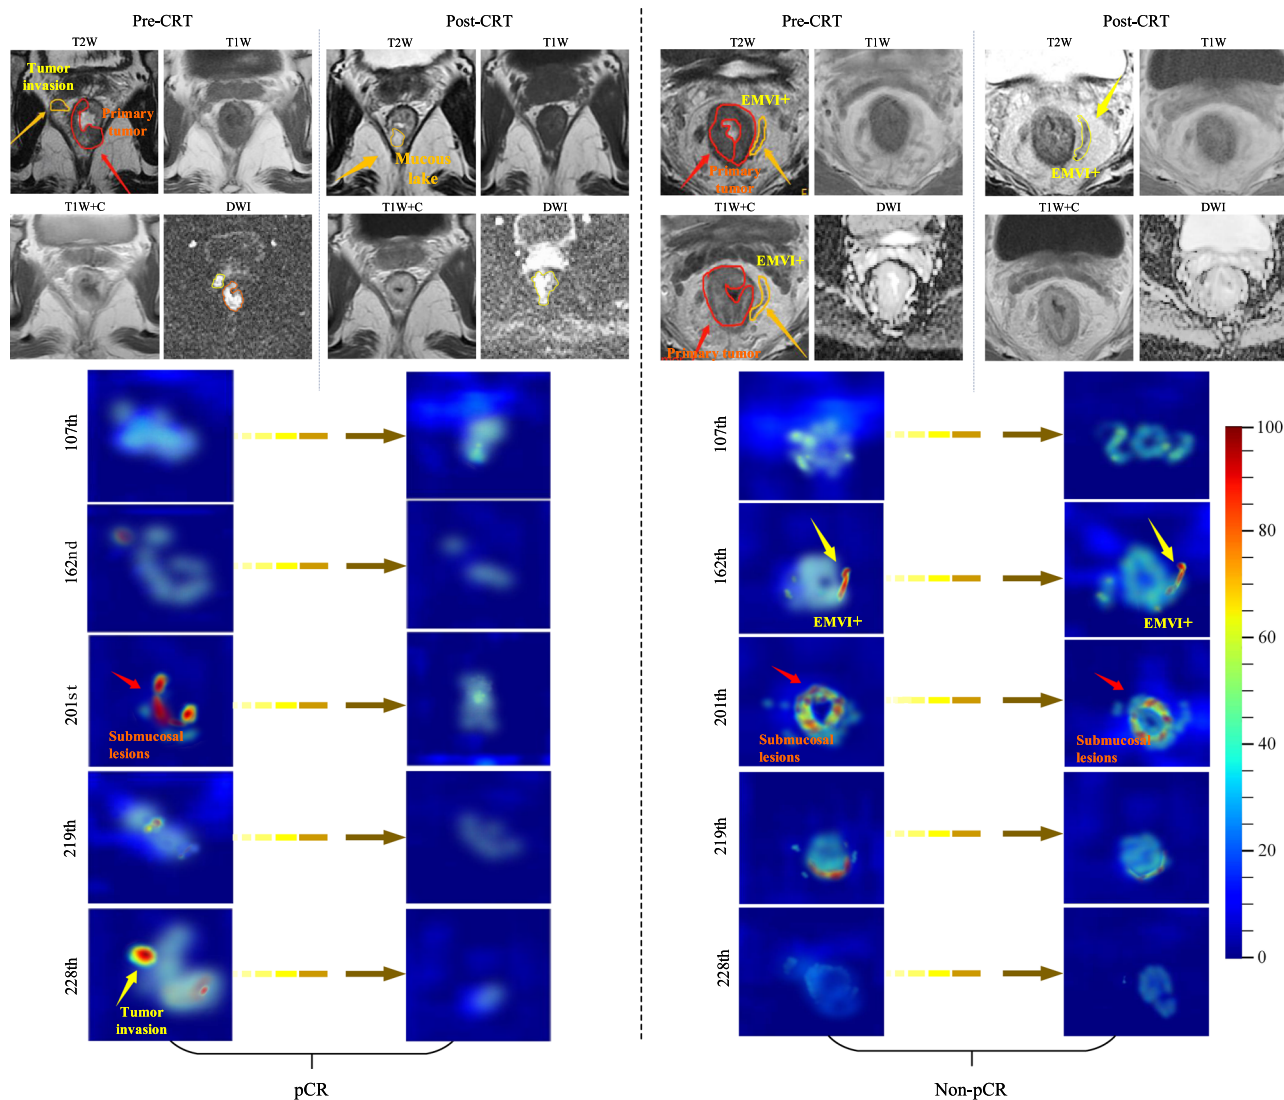 Pre-CRT
Post-CRT
T2W
T1W
T2W
T1W
Tumor
invasion
Primary
tumor
Mucous
lake
T1W+C
DWI
T1W+C
DWI
Pre-CRT
Post-CRT
T2W
T1W
T2W
T1W
EMVI+
Primary
tumor
EMVI+
T1W+C
DWI
T1W+C
DWI
EMVI+
Primary tumor
107th
162nd
201st
Submucosal
lesions
219th
228th
Tumor
invasion
pCR
107th
162th
EMVI+
EMVI+
201th
Submucosal
lesions
Submucosal
lesions
219th
228th
Non-pCR
100
80
60
40
20
0